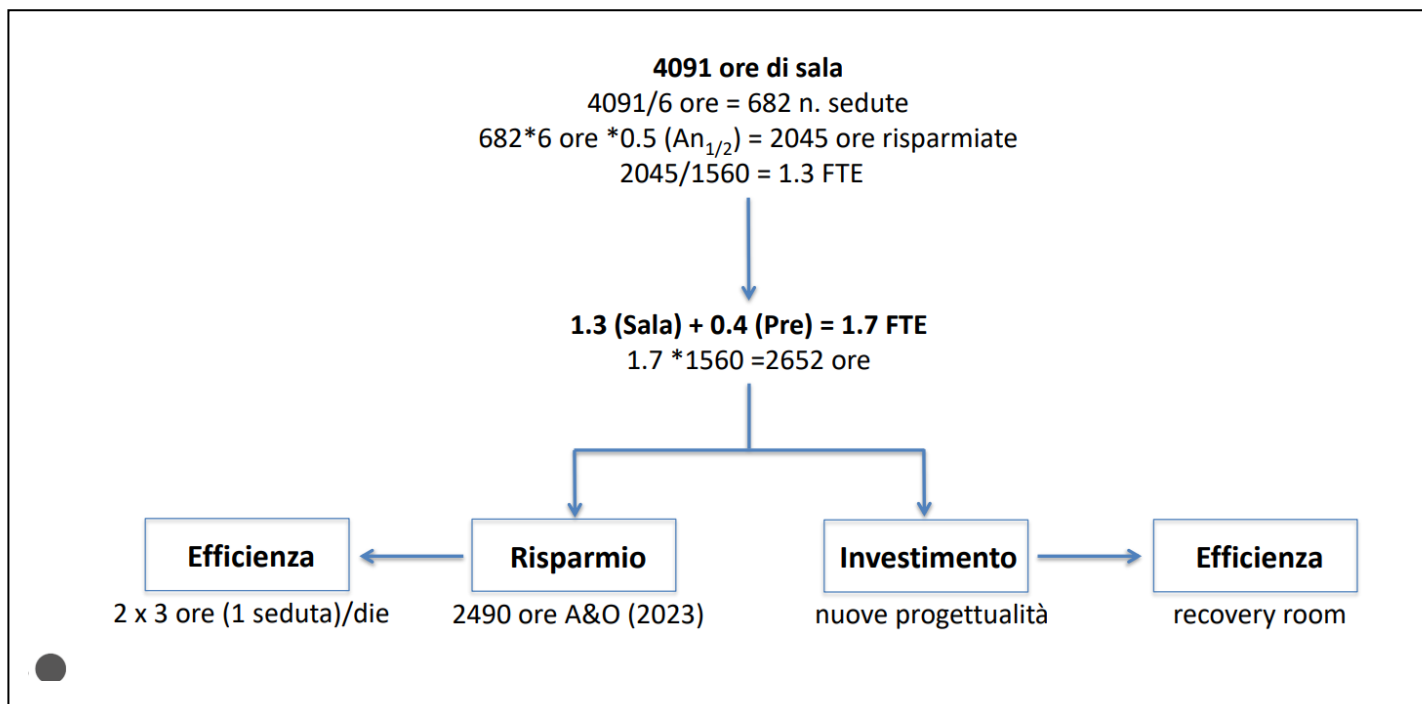 4091 ore di sala
4091/6 ore = 682 n. sedute
682*6 ore *0.5 (An1/2) = 2045 ore risparmiate
2045/1560 = 1.3 FTE
1.3 (Sala) + 0.4 (Pre) = 1.7 FTE
1.7 *1560 =2652 ore
Efficienza
Risparmio
Investimento
Efficienza
2 x 3 ore (1 seduta)/die
2490 ore A&O (2023)
nuove progettualità
recovery room